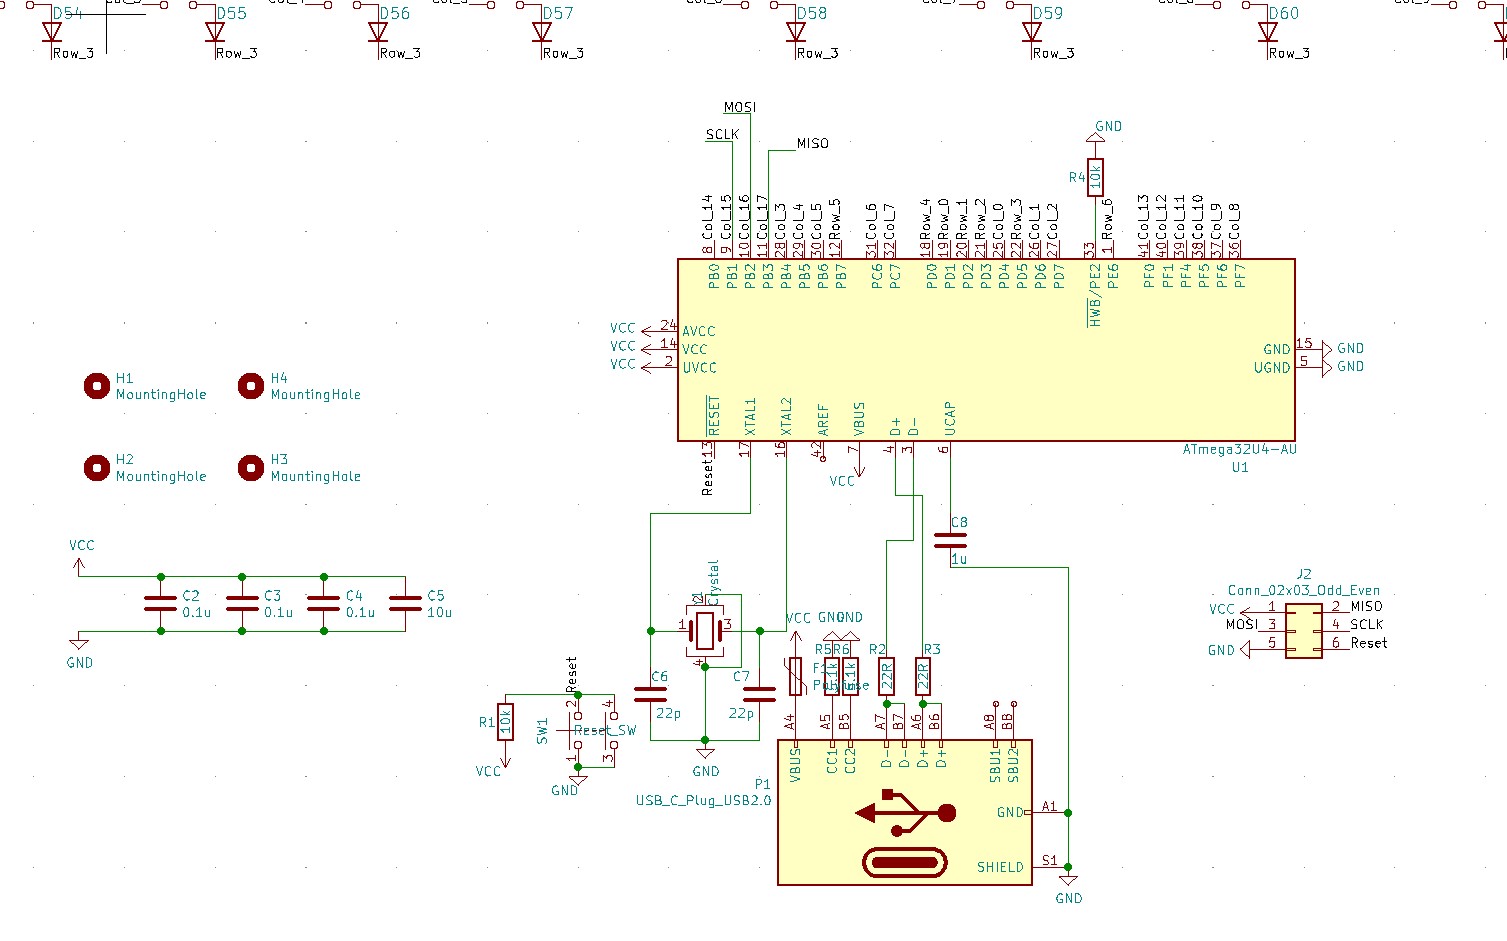 D54 D55 D56 D57 D58 D59 D60
Row_3 Row_3 Row_3 Row_3 Row_3 Row_3 Row_3
MOSI
SCLK
MISO
GND
R4
10k
Col_14 Col_15 Col_16 Col_17 Col_3 Col_4 Col_5 Row_5 Col_6 Col_7 Row_4 Row_0 Row_1 Row_2 Col_0 Row_3 Col_1 Col_2 Row_6 Col_13 Col_12 Col_11 Col_10 Col_9 Col_8
8 9 10 11 28 29 30 12 31 32 18 19 20 21 25 22 26 27 33 1 41 40 39 38 37 36
PB0 PB1 PB2 PB3 PB4 PB5 PB6 PB7 PC6 PC7 PD0 PD1 PD2 PD3 PD4 PD5 PD6 PD7 HWB/PE2 PE6 PF0 PF1 PF4 PF5 PF6 PF7
VCC 24 AVCC
VCC 14 VCC
VCC 2 UVCC
GND 15 GND
UGND 5 GND
RESET XTAL1 XTAL2 AREF VBUS D+ D- UCAP
13 17 16 42 7 4 3 6
Reset
VCC
ATmega32U4-AU
U1
H1
MountingHole
H4
MountingHole
H2
MountingHole
H3
MountingHole
VCC
C2
0.1u
C3
0.1u
C4
0.1u
C5
10u
GND
C8
1u
Crystal
1 2 3 4
C6
22p
C7
22p
GND
Reset
R1
10k
VCC
SW1
Reset_SW
2 4
1 3
GND
VCC GND GND
R5 R6 R2 R3
22R 22R
A4 A5 B5 A7 B7 A6 B6 A8 B8
VBUS CC1 CC2 D- D- D+ D+ SBU1 SBU2
P1
USB_C_Plug_USB2.0
GND A1
SHIELD S1
GND
J2
Conn_02x03_Odd_Even
VCC 1 2 MISO
MOSI 3 4 SCLK
GND 5 6 Reset